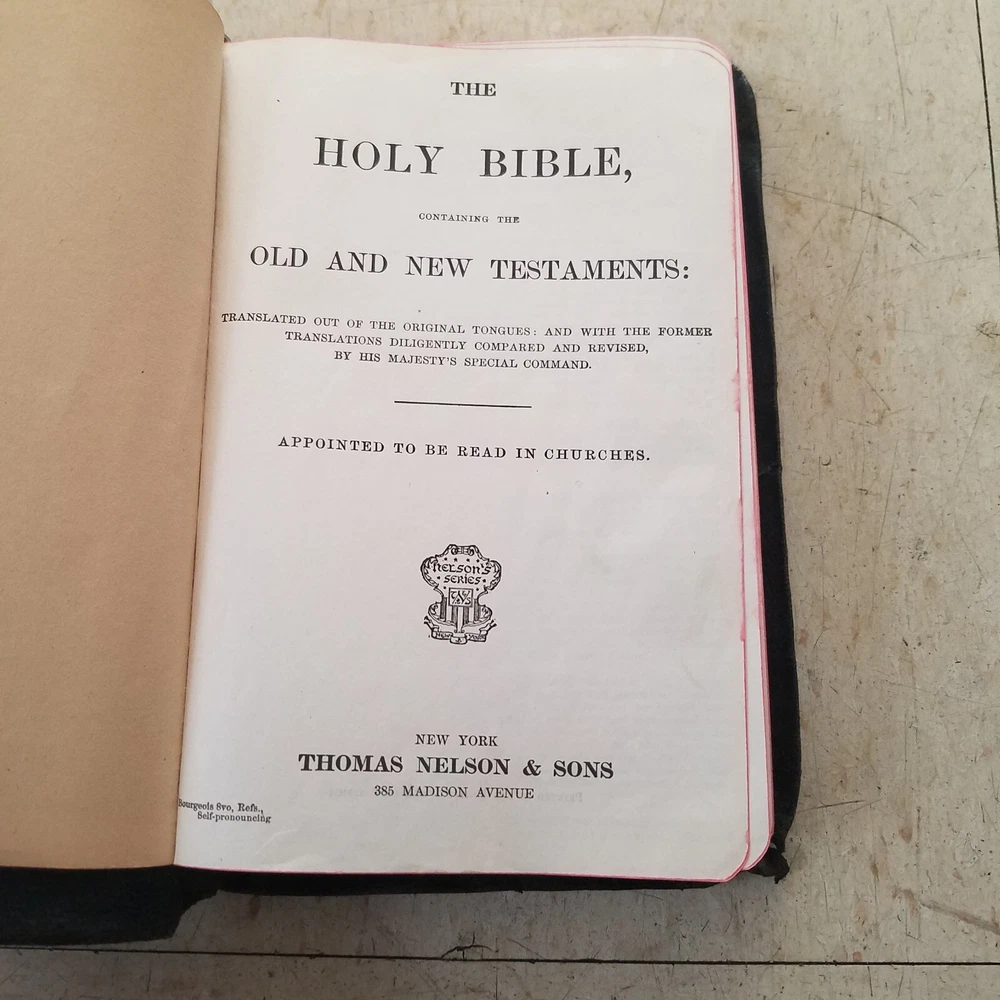 THE
HOLY BIBLE,
CONTAINING THE
OLD AND NEW TESTAMENTS:
TRANSLATED OUT OF THE ORIGINAL TONGUES: AND WITH THE FORMER
TRANSLATIONS DILIGENTLY COMPARED AND REVISED,
BY HIS MAJESTY'S SPECIAL COMMAND.
APPOINTED TO BE READ IN CHURCHES.
NELSON'S
SERIES
NEW YORK
THOMAS NELSON & SONS
385 MADISON AVENUE
Bourgeois 8vo, Refs.,
Self-pronouncing